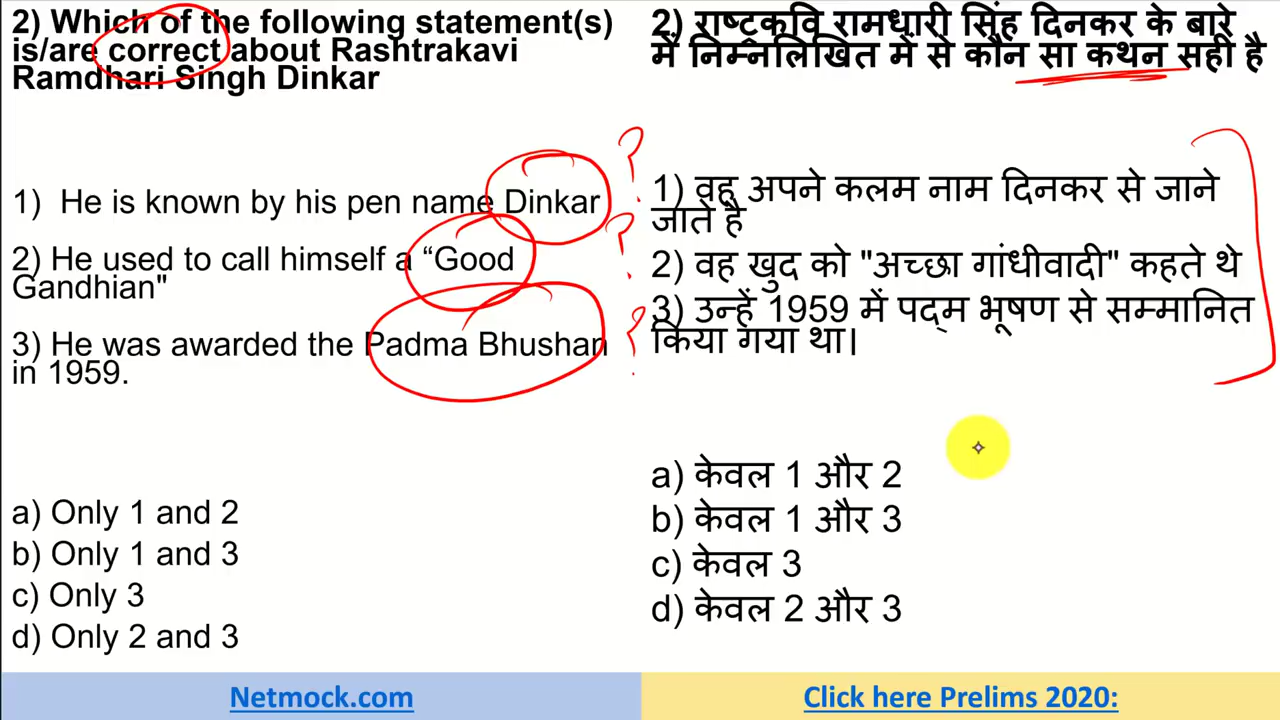 2) Which of the following statement(s)
is/are correct about Rashtrakavi
Ramdhari Singh Dinkar
1) He is known by his pen name Dinkar
2) He used to call himself a “Good
Gandhian"
3) He was awarded the Padma Bhushan
in 1959.
a) Only 1 and 2
b) Only 1 and 3
c) Only 3
d) Only 2 and 3
2) राष्ट्रकवि रामधारी सिंह दिनकर के बारे
में निम्नलिखित में से कौन सा कथन सही है
1) वह अपने कलम नाम दिनकर से जाने
जाते है
2) वह खुद को "अच्छा गांधीवादी" कहते थे
3) उन्हें 1959 में पद्म भूषण से सम्मानित
किया गया था।
a) केवल 1 और 2
b) केवल 1 और 3
c) केवल 3
d) केवल 2 और 3
?
?
?
Netmock.com
Click here Prelims 2020: